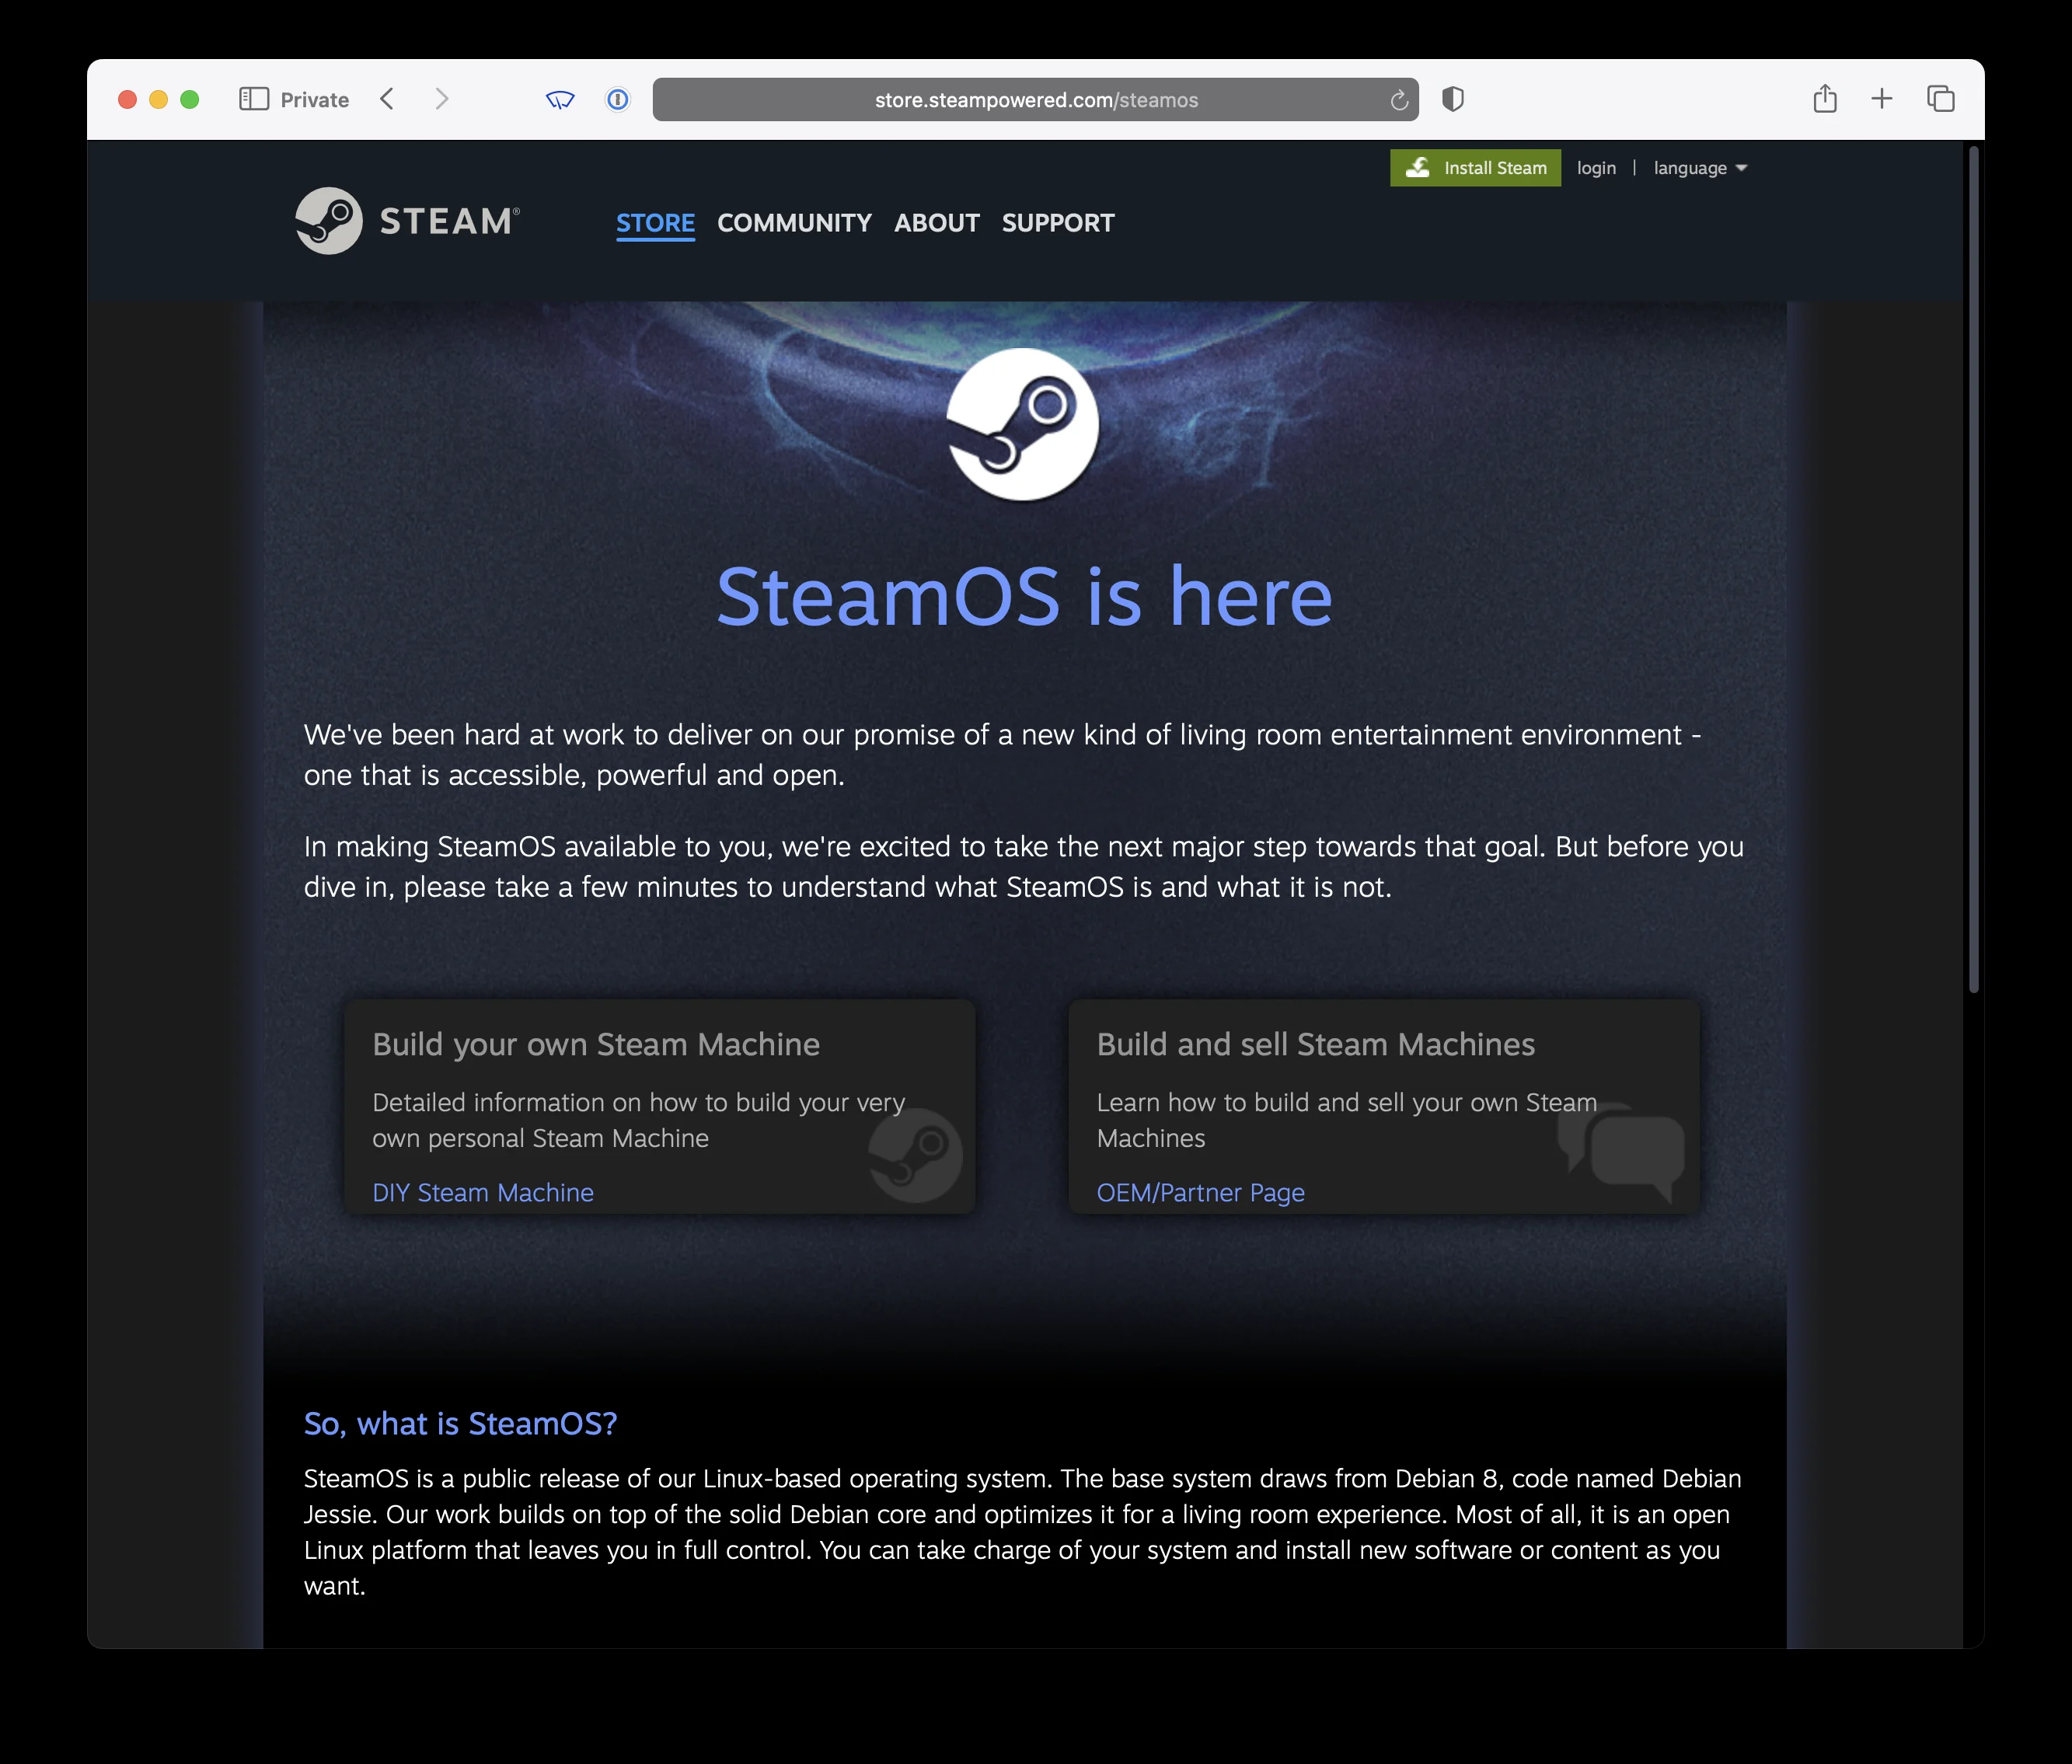 Private
store.steampowered.com/steamos
Install Steam login | language
STEAM®
STORE COMMUNITY ABOUT SUPPORT
SteamOS is here
We've been hard at work to deliver on our promise of a new kind of living room entertainment environment -
one that is accessible, powerful and open.
In making SteamOS available to you, we're excited to take the next major step towards that goal. But before you
dive in, please take a few minutes to understand what SteamOS is and what it is not.
Build your own Steam Machine
Detailed information on how to build your very
own personal Steam Machine
DIY Steam Machine
Build and sell Steam Machines
Learn how to build and sell your own Steam
Machines
OEM/Partner Page
So, what is SteamOS?
SteamOS is a public release of our Linux-based operating system. The base system draws from Debian 8, code named Debian
Jessie. Our work builds on top of the solid Debian core and optimizes it for a living room experience. Most of all, it is an open
Linux platform that leaves you in full control. You can take charge of your system and install new software or content as you
want.